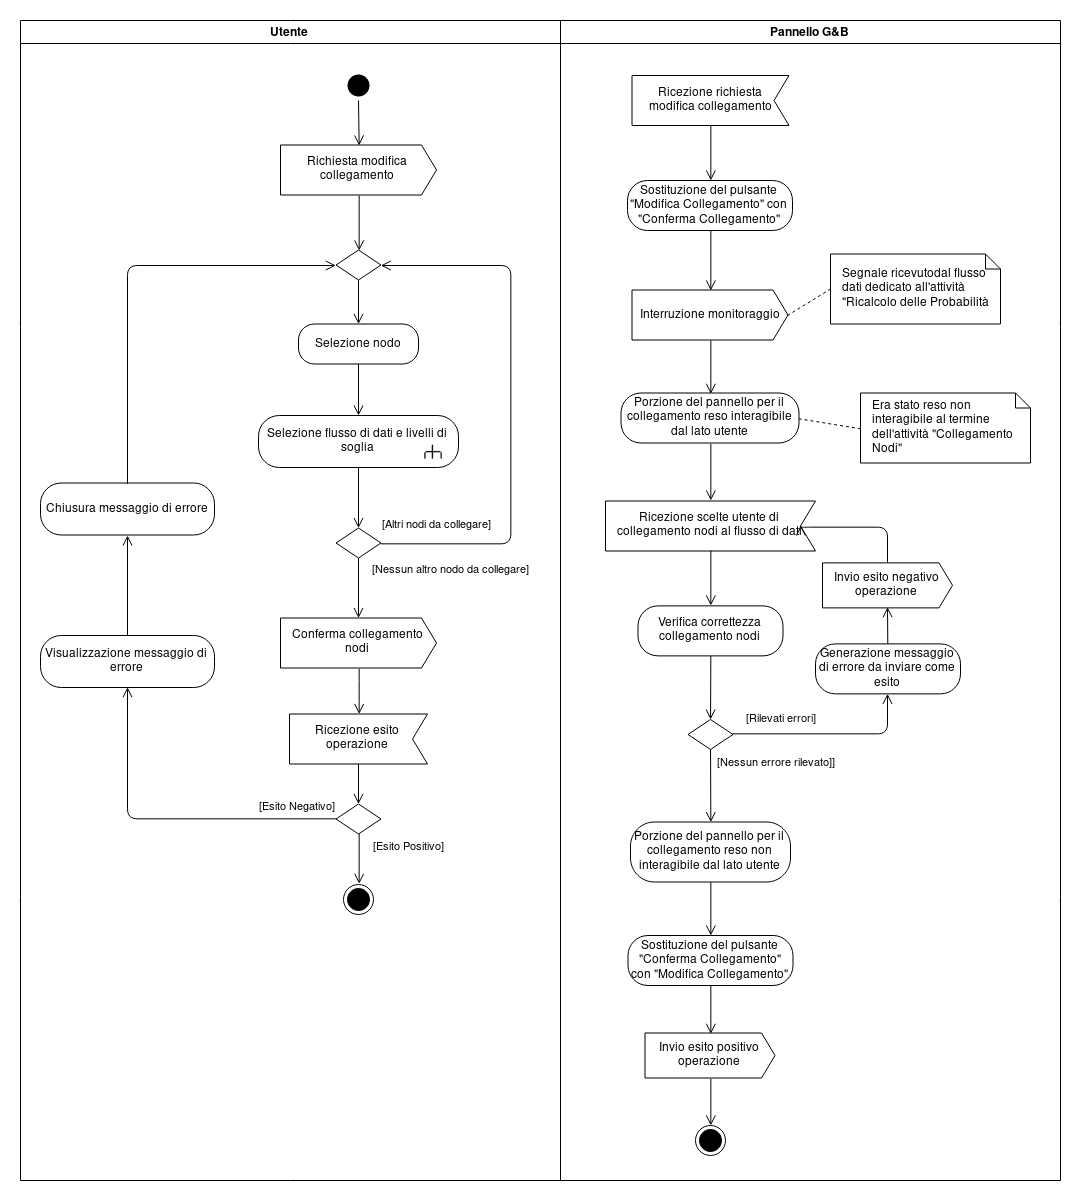 Utente
Pannello G&B
Richiesta modifica
collegamento
Selezione nodo
Selezione flusso di dati e livelli di
soglia
[Altri nodi da collegare]
[Nessun altro nodo da collegare]
Chiusura messaggio di errore
Visualizzazione messaggio di
errore
Conferma collegamento
nodi
Ricezione esito
operazione
[Esito Negativo]
[Esito Positivo]
Ricezione richiesta
modifica collegamento
Sostituzione del pulsante
"Modifica Collegamento" con
"Conferma Collegamento"
Interruzione monitoraggio
Segnale ricevutodal flusso
dati dedicato all'attività
"Ricalcolo delle Probabilità
Porzione del pannello per il
collegamento reso interagibile
dal lato utente
Era stato reso non
interagibile al termine
dell'attività "Collegamento
Nodi"
Ricezione scelte utente di
collegamento nodi al flusso di dati
Invio esito negativo
operazione
Verifica correttezza
collegamento nodi
Generazione messaggio
di errore da inviare come
esito
[Rilevati errori]
[Nessun errore rilevato]]
Porzione del pannello per il
collegamento reso non
interagibile dal lato utente
Sostituzione del pulsante
"Conferma Collegamento"
con "Modifica Collegamento"
Invio esito positivo
operazione